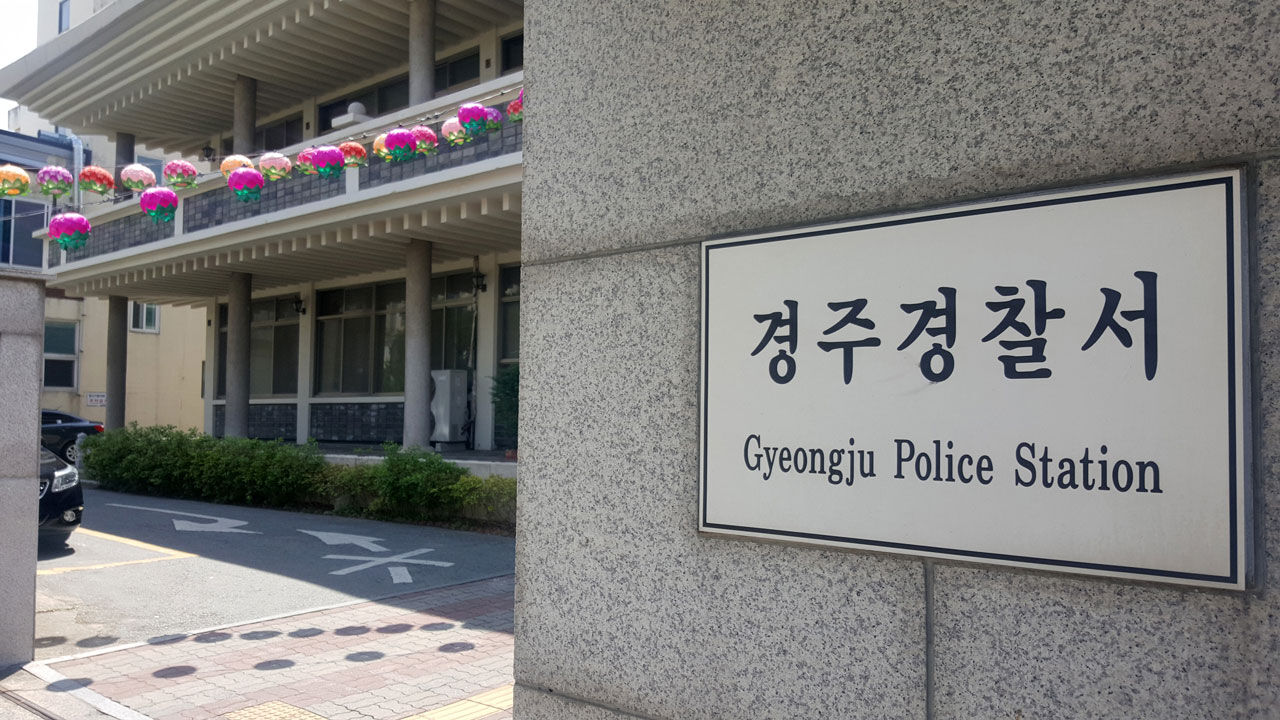 경주경찰서
Gyeongju Police Station